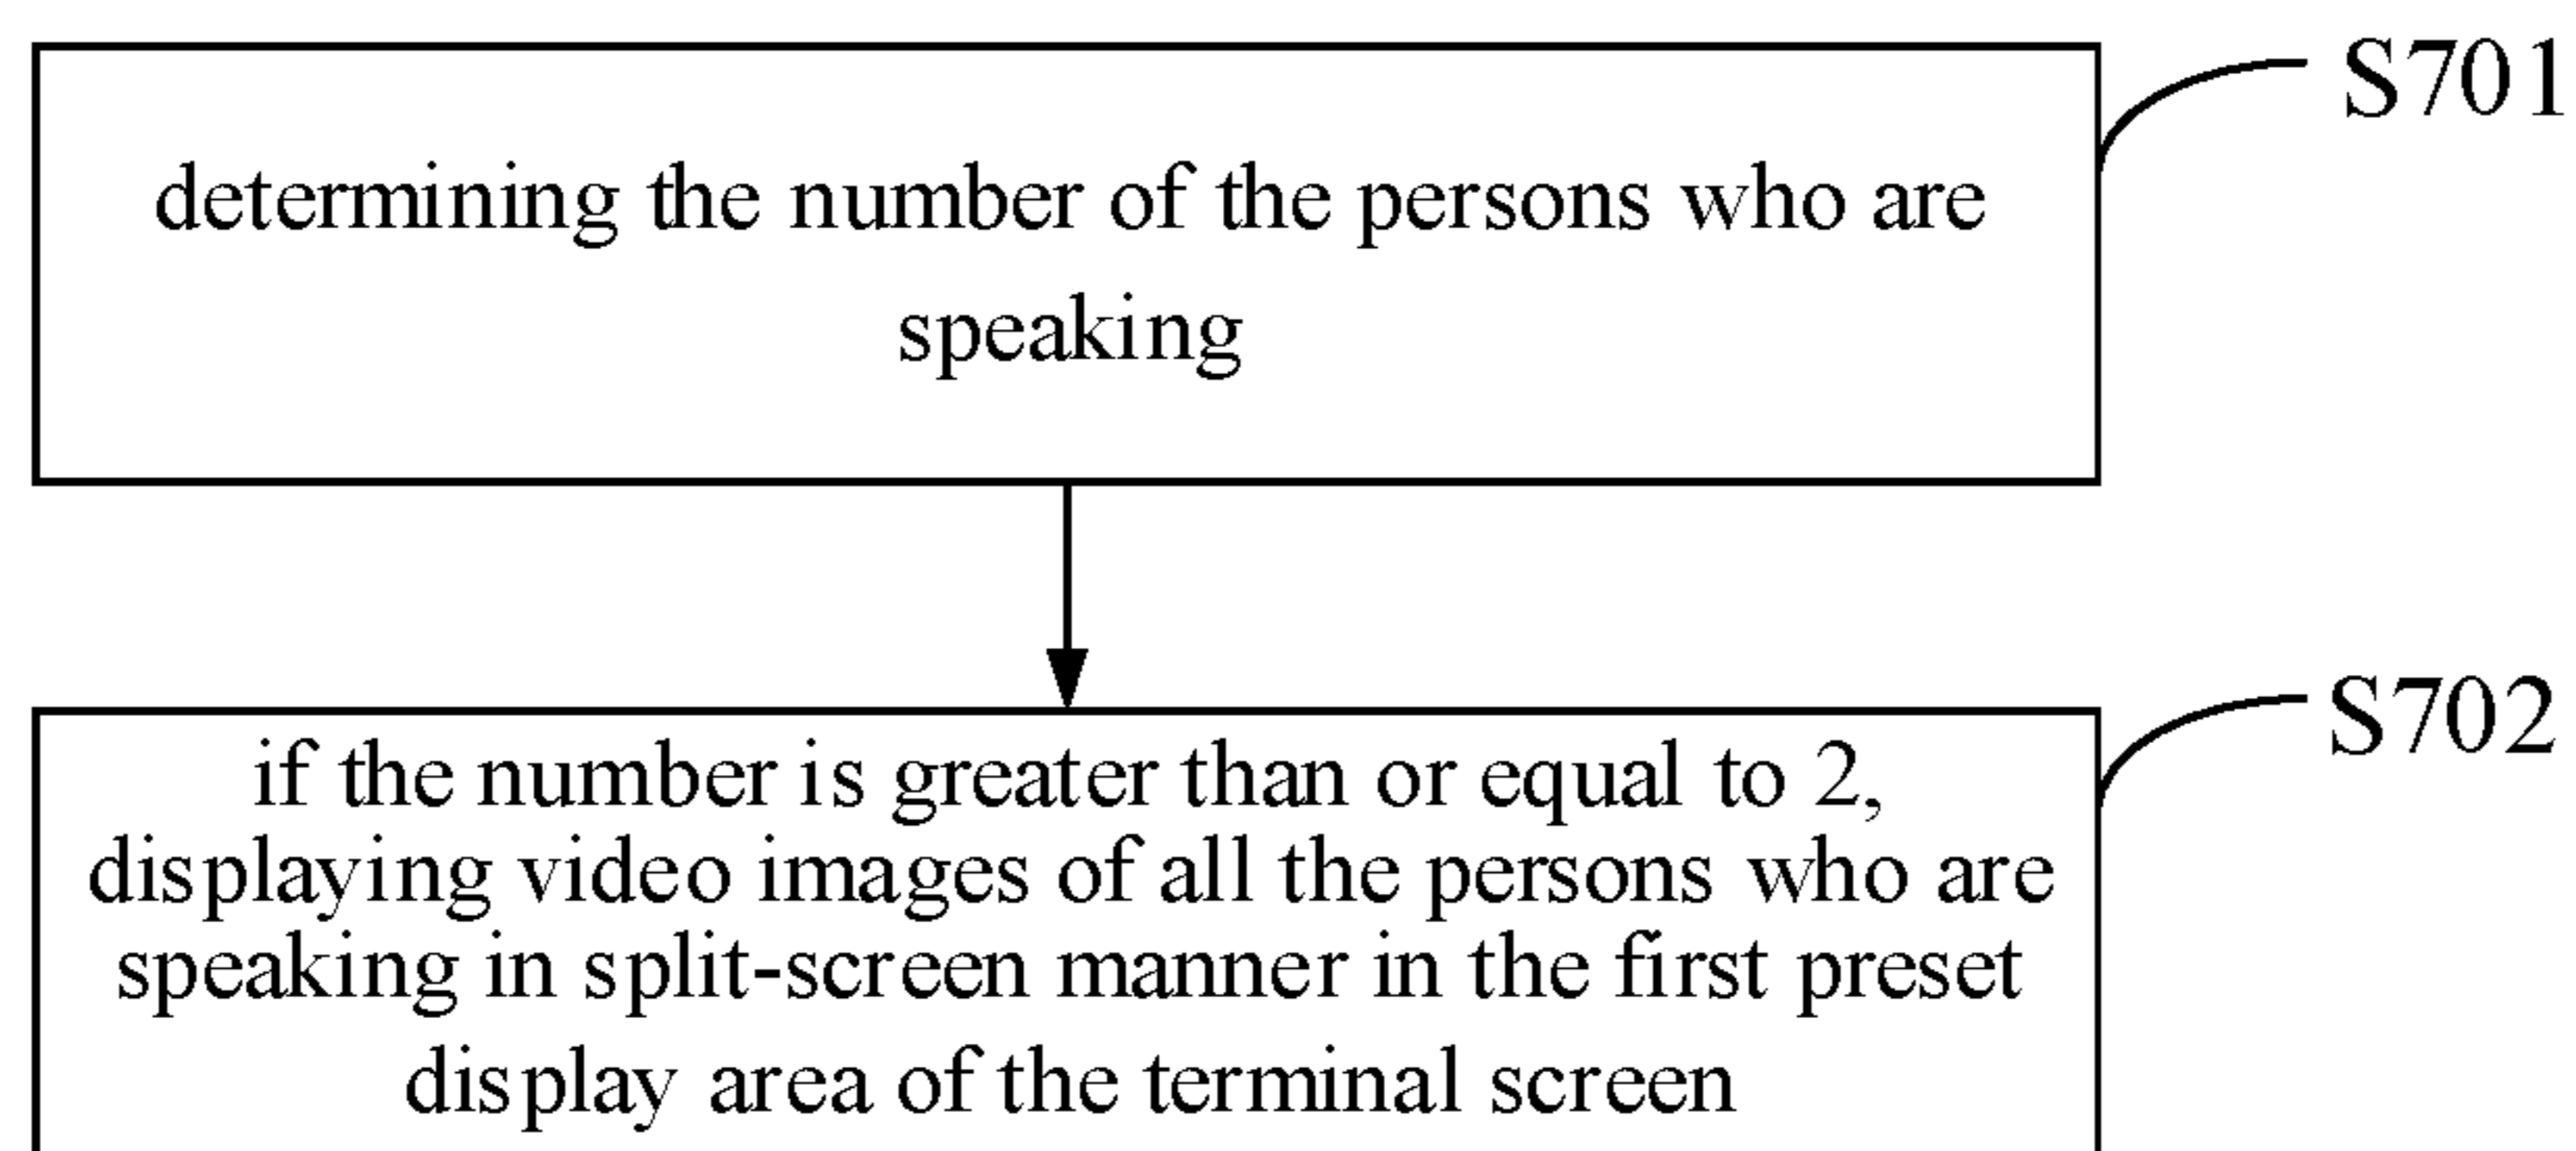 S701
determining the number of the persons who are
speaking
S702
if the number is greater than or equal to 2,
displaying video images of all the persons who are
speaking in split-screen manner in the first preset
display area of the terminal screen